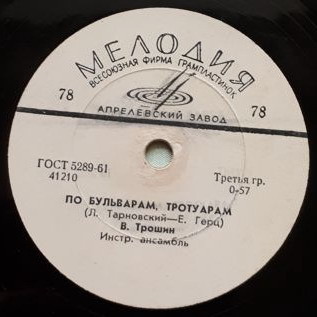 МЕЛОДИЯ
ВСЕСОЮЗНАЯ ФИРМА ГРАМПЛАСТИНОК
78 78
АПРЕЛЕВСКИЙ ЗАВОД
ГОСТ 5289-61 Третья гр.
41210 0-57
ПО БУЛЬВАРАМ, ТРОТУАРАМ
(Л. Тарновский—Е. Герц)
В. Трошин
Инстр. ансамбль